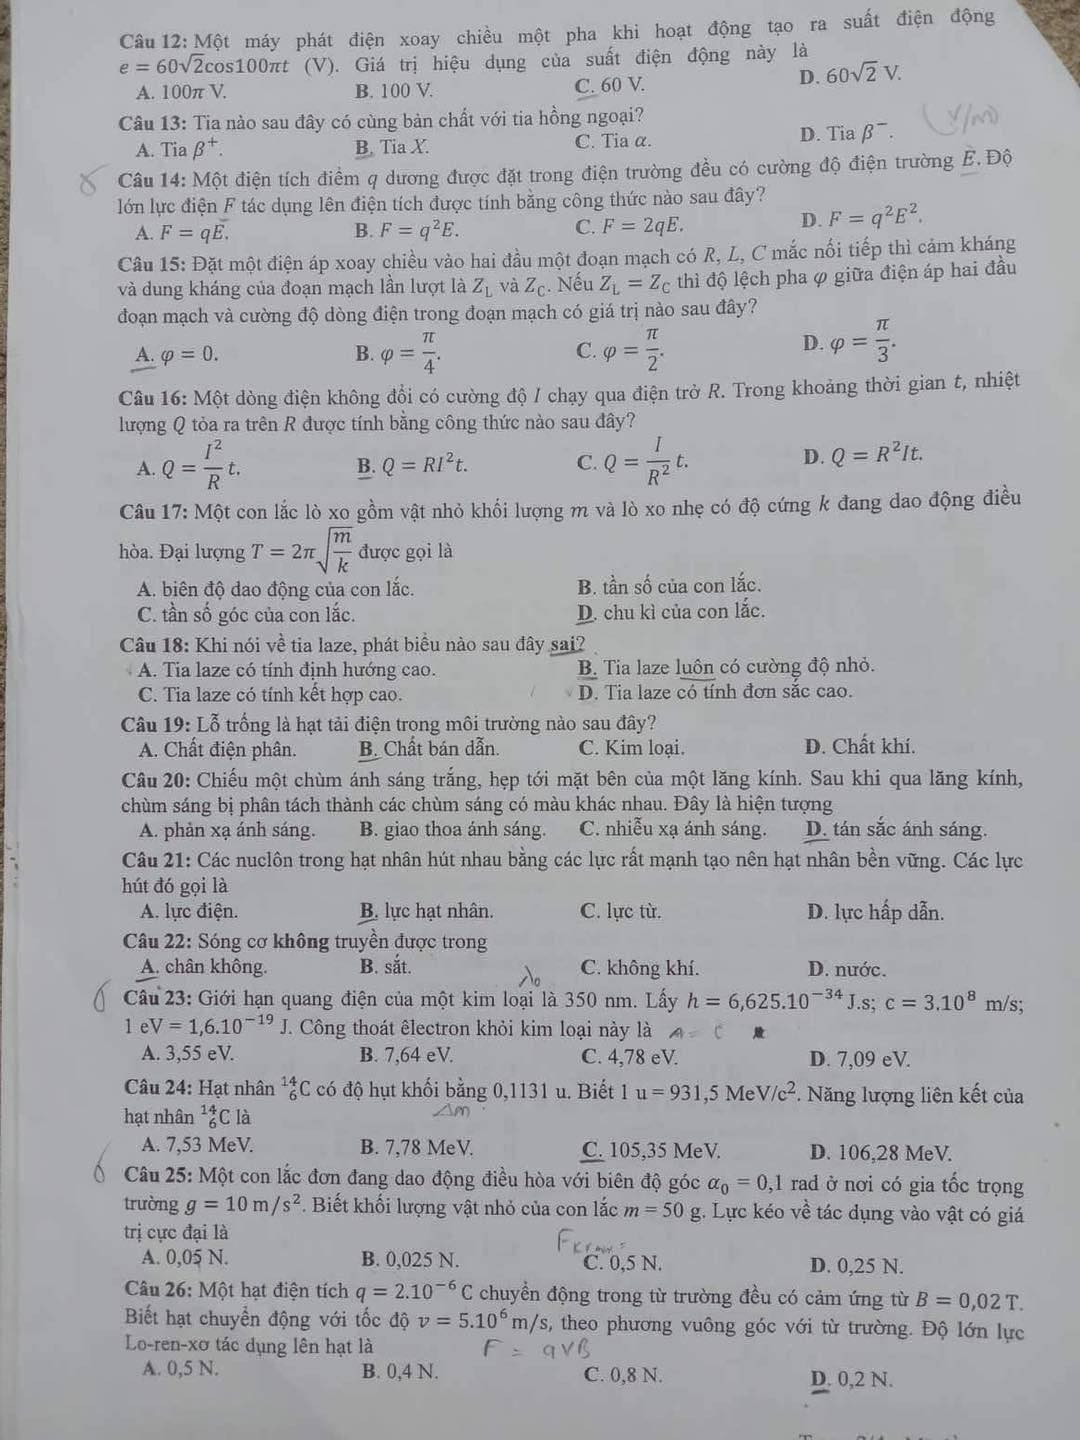 Câu 12: Một máy phát điện xoay chiều một pha khi hoạt động tạo ra suất điện động
e = 60√2cos100πt (V). Giá trị hiệu dụng của suất điện động này là
A. 100π V. B. 100 V. C. 60 V. D. 60√2 V.
Câu 13: Tia nào sau đây có cùng bản chất với tia hồng ngoại?
A. Tia β⁺. B. Tia X. C. Tia α. D. Tia β⁻.
Câu 14: Một điện tích điểm q dương được đặt trong điện trường đều có cường độ điện trường E. Độ
lớn lực điện F tác dụng lên điện tích được tính bằng công thức nào sau đây?
A. F = qE. B. F = q²E. C. F = 2qE. D. F = q²E².
Câu 15: Đặt một điện áp xoay chiều vào hai đầu một đoạn mạch có R, L, C mắc nối tiếp thì cảm kháng
và dung kháng của đoạn mạch lần lượt là Z_L và Z_C. Nếu Z_L = Z_C thì độ lệch pha φ giữa điện áp hai đầu
đoạn mạch và cường độ dòng điện trong đoạn mạch có giá trị nào sau đây?
A. φ = 0. B. φ = π/4. C. φ = π/2. D. φ = π/3.
Câu 16: Một dòng điện không đổi có cường độ I chạy qua điện trở R. Trong khoảng thời gian t, nhiệt
lượng Q tỏa ra trên R được tính bằng công thức nào sau đây?
A. Q = I²/R t. B. Q = RI²t. C. Q = I/R² t. D. Q = R²It.
Câu 17: Một con lắc lò xo gồm vật nhỏ khối lượng m và lò xo nhẹ có độ cứng k đang dao động điều
hòa. Đại lượng T = 2π√(m/k) được gọi là
A. biên độ dao động của con lắc. B. tần số của con lắc.
C. tần số góc của con lắc. D. chu kì của con lắc.
Câu 18: Khi nói về tia laze, phát biểu nào sau đây sai?
A. Tia laze có tính định hướng cao. B. Tia laze luôn có cường độ nhỏ.
C. Tia laze có tính kết hợp cao. D. Tia laze có tính đơn sắc cao.
Câu 19: Lỗ trống là hạt tải điện trong môi trường nào sau đây?
A. Chất điện phân. B. Chất bán dẫn. C. Kim loại. D. Chất khí.
Câu 20: Chiếu một chùm ánh sáng trắng, hẹp tới mặt bên của một lăng kính. Sau khi qua lăng kính,
chùm sáng bị phân tách thành các chùm sáng có màu khác nhau. Đây là hiện tượng
A. phản xạ ánh sáng. B. giao thoa ánh sáng. C. nhiễu xạ ánh sáng. D. tán sắc ánh sáng.
Câu 21: Các nuclôn trong hạt nhân hút nhau bằng các lực rất mạnh tạo nên hạt nhân bền vững. Các lực
hút đó gọi là
A. lực điện. B. lực hạt nhân. C. lực từ. D. lực hấp dẫn.
Câu 22: Sóng cơ không truyền được trong
A. chân không. B. sắt. C. không khí. D. nước.
λ₀
Câu 23: Giới hạn quang điện của một kim loại là 350 nm. Lấy h = 6,625.10⁻³⁴ J.s; c = 3.10⁸ m/s;
1 eV = 1,6.10⁻¹⁹ J. Công thoát êlectron khỏi kim loại này là A = C
A. 3,55 eV. B. 7,64 eV. C. 4,78 eV. D. 7,09 eV.
Câu 24: Hạt nhân ¹⁴₆C có độ hụt khối bằng 0,1131 u. Biết 1 u = 931,5 MeV/c². Năng lượng liên kết của
hạt nhân ¹⁴₆C là Δm
A. 7,53 MeV. B. 7,78 MeV. C. 105,35 MeV. D. 106,28 MeV.
Câu 25: Một con lắc đơn đang dao động điều hòa với biên độ góc α₀ = 0,1 rad ở nơi có gia tốc trọng
trường g = 10 m/s². Biết khối lượng vật nhỏ của con lắc m = 50 g. Lực kéo về tác dụng vào vật có giá
trị cực đại là
A. 0,05 N. B. 0,025 N. C. 0,5 N. D. 0,25 N.
Câu 26: Một hạt điện tích q = 2.10⁻⁶ C chuyển động trong từ trường đều có cảm ứng từ B = 0,02 T.
Biết hạt chuyển động với tốc độ v = 5.10⁶ m/s, theo phương vuông góc với từ trường. Độ lớn lực
Lo-ren-xơ tác dụng lên hạt là F = qvB
A. 0,5 N. B. 0,4 N. C. 0,8 N. D. 0,2 N.